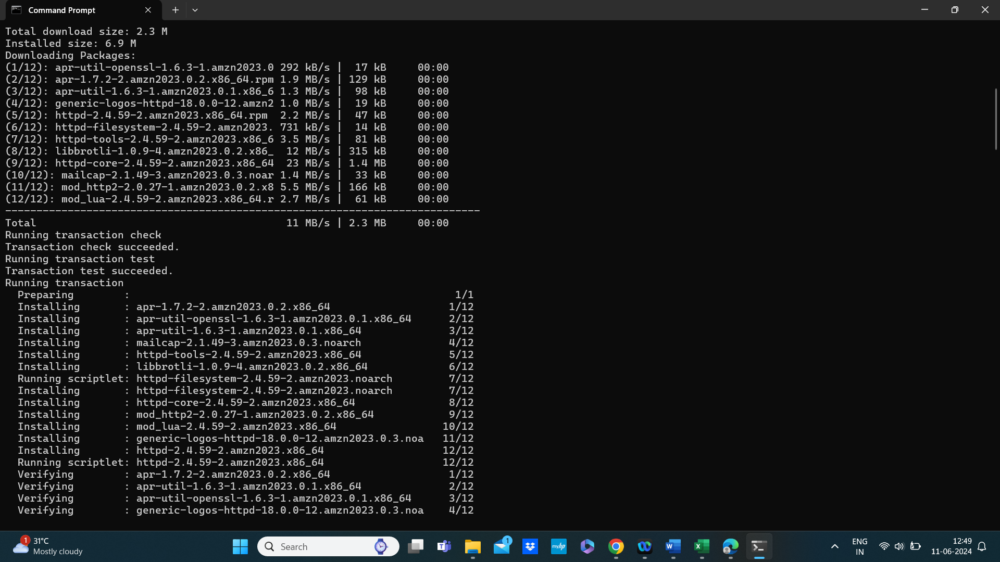 Command Prompt
Total download size: 2.3 M
Installed size: 6.9 M
Downloading Packages:
(1/12): apr-util-openssl-1.6.3-1.amzn2023.0 292 kB/s |  17 kB     00:00
(2/12): apr-1.7.2-2.amzn2023.0.2.x86_64.rpm 1.9 MB/s | 129 kB     00:00
(3/12): apr-util-1.6.3-1.amzn2023.0.1.x86_6 1.3 MB/s |  98 kB     00:00
(4/12): generic-logos-httpd-18.0.0-12.amzn2 1.0 MB/s |  19 kB     00:00
(5/12): httpd-2.4.59-2.amzn2023.x86_64.rpm  2.2 MB/s |  47 kB     00:00
(6/12): httpd-filesystem-2.4.59-2.amzn2023. 731 kB/s |  14 kB     00:00
(7/12): httpd-tools-2.4.59-2.amzn2023.x86_6 3.5 MB/s |  81 kB     00:00
(8/12): libbrotli-1.0.9-4.amzn2023.0.2.x86_  12 MB/s | 315 kB     00:00
(9/12): httpd-core-2.4.59-2.amzn2023.x86_64  23 MB/s | 1.4 MB     00:00
(10/12): mailcap-2.1.49-3.amzn2023.0.3.noar 1.4 MB/s |  33 kB     00:00
(11/12): mod_http2-2.0.27-1.amzn2023.0.2.x8 5.5 MB/s | 166 kB     00:00
(12/12): mod_lua-2.4.59-2.amzn2023.x86_64.r 2.7 MB/s |  61 kB     00:00
--------------------------------------------------------------------------------
Total                                        11 MB/s | 2.3 MB     00:00
Running transaction check
Transaction check succeeded.
Running transaction test
Transaction test succeeded.
Running transaction
  Preparing        :                                                    1/1
  Installing       : apr-1.7.2-2.amzn2023.0.2.x86_64                   1/12
  Installing       : apr-util-openssl-1.6.3-1.amzn2023.0.1.x86_64      2/12
  Installing       : apr-util-1.6.3-1.amzn2023.0.1.x86_64              3/12
  Installing       : mailcap-2.1.49-3.amzn2023.0.3.noarch              4/12
  Installing       : httpd-tools-2.4.59-2.amzn2023.x86_64              5/12
  Installing       : libbrotli-1.0.9-4.amzn2023.0.2.x86_64             6/12
  Running scriptlet: httpd-filesystem-2.4.59-2.amzn2023.noarch         7/12
  Installing       : httpd-filesystem-2.4.59-2.amzn2023.noarch         7/12
  Installing       : httpd-core-2.4.59-2.amzn2023.x86_64               8/12
  Installing       : mod_http2-2.0.27-1.amzn2023.0.2.x86_64            9/12
  Installing       : mod_lua-2.4.59-2.amzn2023.x86_64                 10/12
  Installing       : generic-logos-httpd-18.0.0-12.amzn2023.0.3.noa   11/12
  Installing       : httpd-2.4.59-2.amzn2023.x86_64                   12/12
  Running scriptlet: httpd-2.4.59-2.amzn2023.x86_64                   12/12
  Verifying        : apr-1.7.2-2.amzn2023.0.2.x86_64                   1/12
  Verifying        : apr-util-1.6.3-1.amzn2023.0.1.x86_64              2/12
  Verifying        : apr-util-openssl-1.6.3-1.amzn2023.0.1.x86_64      3/12
  Verifying        : generic-logos-httpd-18.0.0-12.amzn2023.0.3.noa    4/12
1
31°C
Mostly cloudy
Search
T
1
myhp
W
X
ENG
IN
12:49
11-06-2024